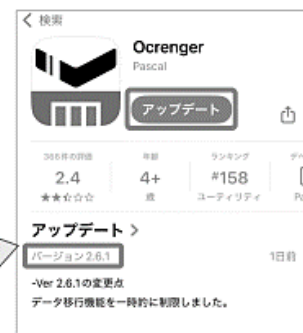 検索
Ocrenger
Pascal
アップデート
365件の評価 年齢 ランキング
2.4 4+ #158
歳 ユーティリティ
アップデート
バージョン 2.6.1 1日前
-Ver 2.6.1の変更点
データ移行機能を一時的に制限しました。